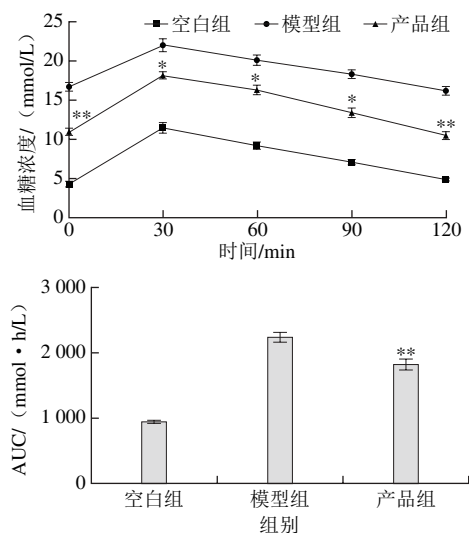 25
空白组 模型组 产品组
20
15
10
5
0
血糖浓度/（mmol/L）
**
*
*
*
**
0 30 60 90 120
时间/min
3 000
2 000
1 000
0
AUC/（mmol·h/L）
**
空白组 模型组 产品组
组别